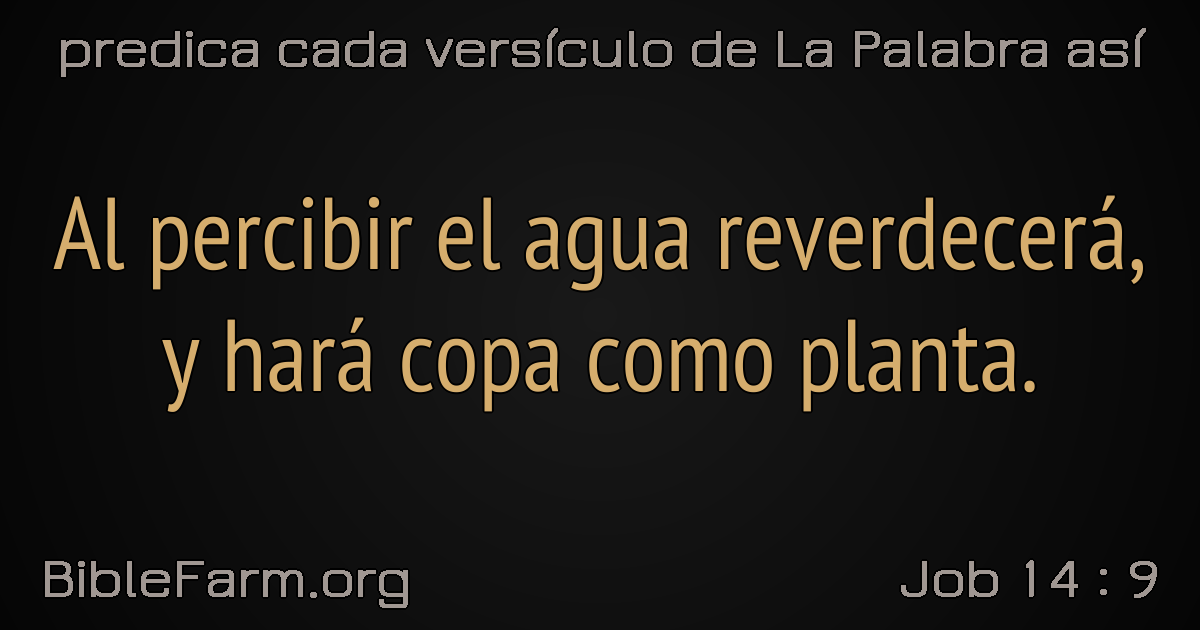 predica cada versículo de La Palabra así
Al percibir el agua reverdecerá,
y hará copa como planta.
BibleFarm.org
Job 14 : 9